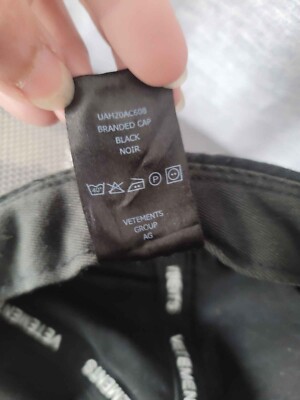 UAH20AC608
BRANDED CAP
BLACK
NOIR
VETEMENTS
GROUP
AG